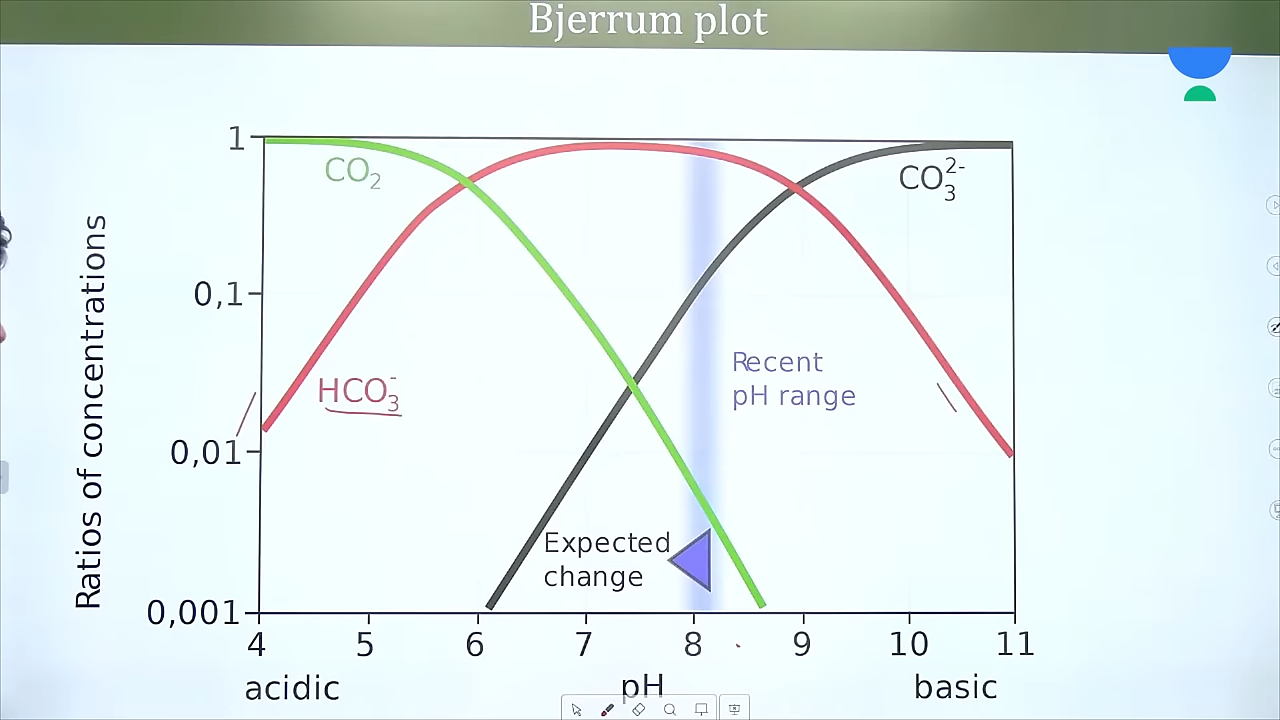 Bjerrum plot
1
0,1
0,01
0,001
Ratios of concentrations
CO2
HCO3-
CO3 2-
Recent
pH range
Expected
change
4 5 6 7 8 9 10 11
acidic pH basic